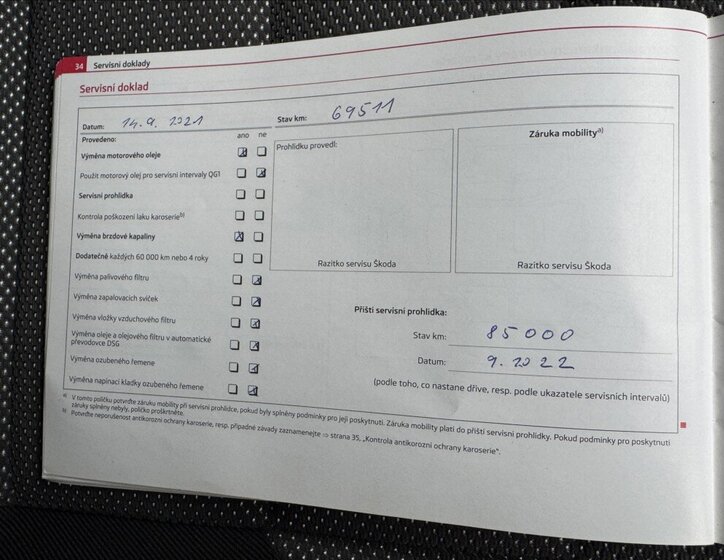 34 Servisní doklady
Servisní doklad
Datum: 14.9. 2021 Stav km: 69511
Provedeno: ano ne
Výměna motorového oleje
Použit motorový olej pro servisní intervaly QG1
Servisní prohlídka
Kontrola poškození laku karoserieb)
Výměna brzdové kapaliny
Dodatečně každých 60 000 km nebo 4 roky
Výměna palivového filtru
Výměna zapalovacích svíček
Výměna vložky vzduchového filtru
Výměna oleje a olejového filtru v automatické
převodovce DSG
Výměna ozubeného řemene
Výměna napínací kladky ozubeného řemene
Prohlídku provedl:
Razítko servisu Škoda
Záruka mobilitya)
Razítko servisu Škoda
Příští servisní prohlídka:
Stav km: 85000
Datum: 9. 2022
(podle toho, co nastane dříve, resp. podle ukazatele servisních intervalů)
a) V tomto políčku potvrďte záruku mobility při servisní prohlídce, pokud byly splněny podmínky pro její poskytnutí. Záruka mobility platí do příští servisní prohlídky. Pokud podmínky pro poskytnutí
záruky splněny nebyly, políčko proškrtněte.
b) Potvrďte neporušenost antikorozní ochrany karoserie, resp. případné závady zaznamenejte ⇒ strana 35, „Kontrola antikorozní ochrany karoserie“.